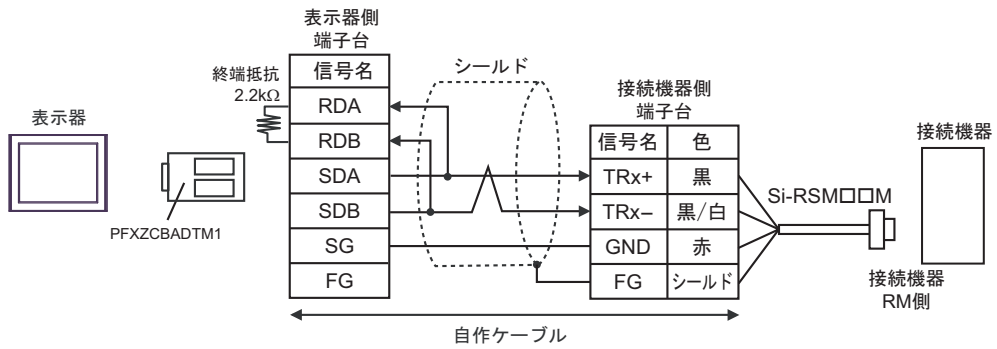 表示器
PFXZCBADTM1
終端抵抗
2.2kΩ
表示器側
端子台
信号名
RDA
RDB
SDA
SDB
SG
FG
シールド
接続機器側
端子台
信号名 色
TRx+ 黒
TRx− 黒/白
GND 赤
FG シールド
Si-RSM□□M
接続機器
接続機器
RM側
自作ケーブル